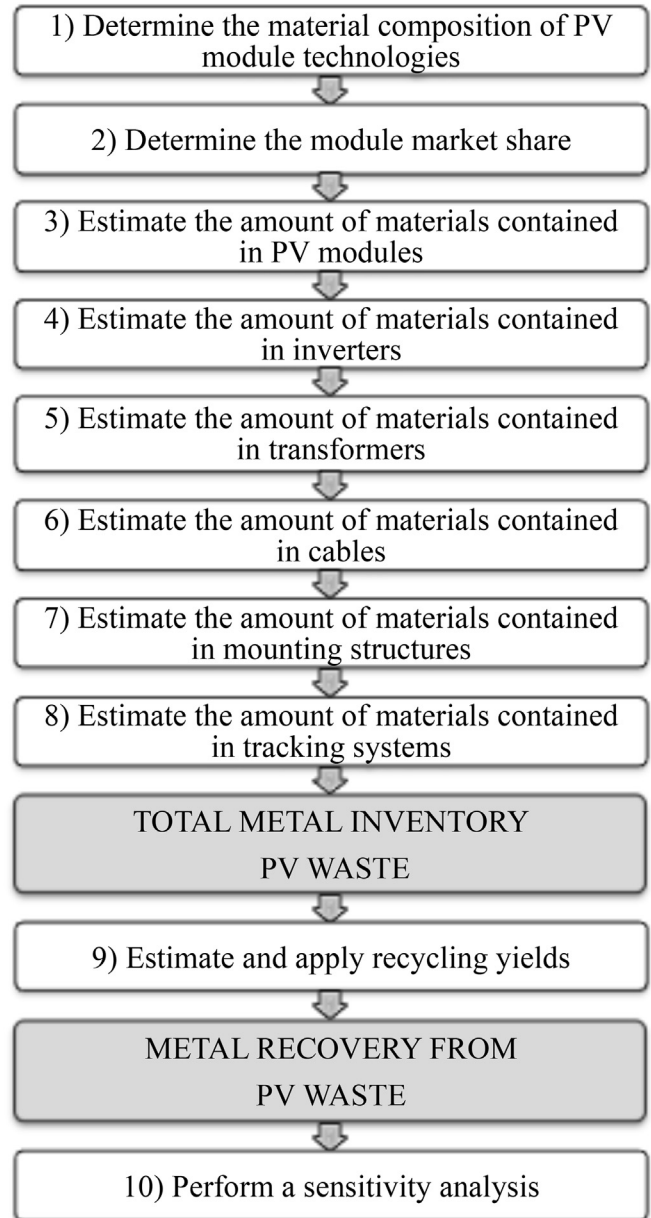 1) Determine the material composition of PV
module technologies
2) Determine the module market share
3) Estimate the amount of materials contained
in PV modules
4) Estimate the amount of materials contained
in inverters
5) Estimate the amount of materials contained
in transformers
6) Estimate the amount of materials contained
in cables
7) Estimate the amount of materials contained
in mounting structures
8) Estimate the amount of materials contained
in tracking systems
TOTAL METAL INVENTORY
PV WASTE
9) Estimate and apply recycling yields
METAL RECOVERY FROM
PV WASTE
10) Perform a sensitivity analysis